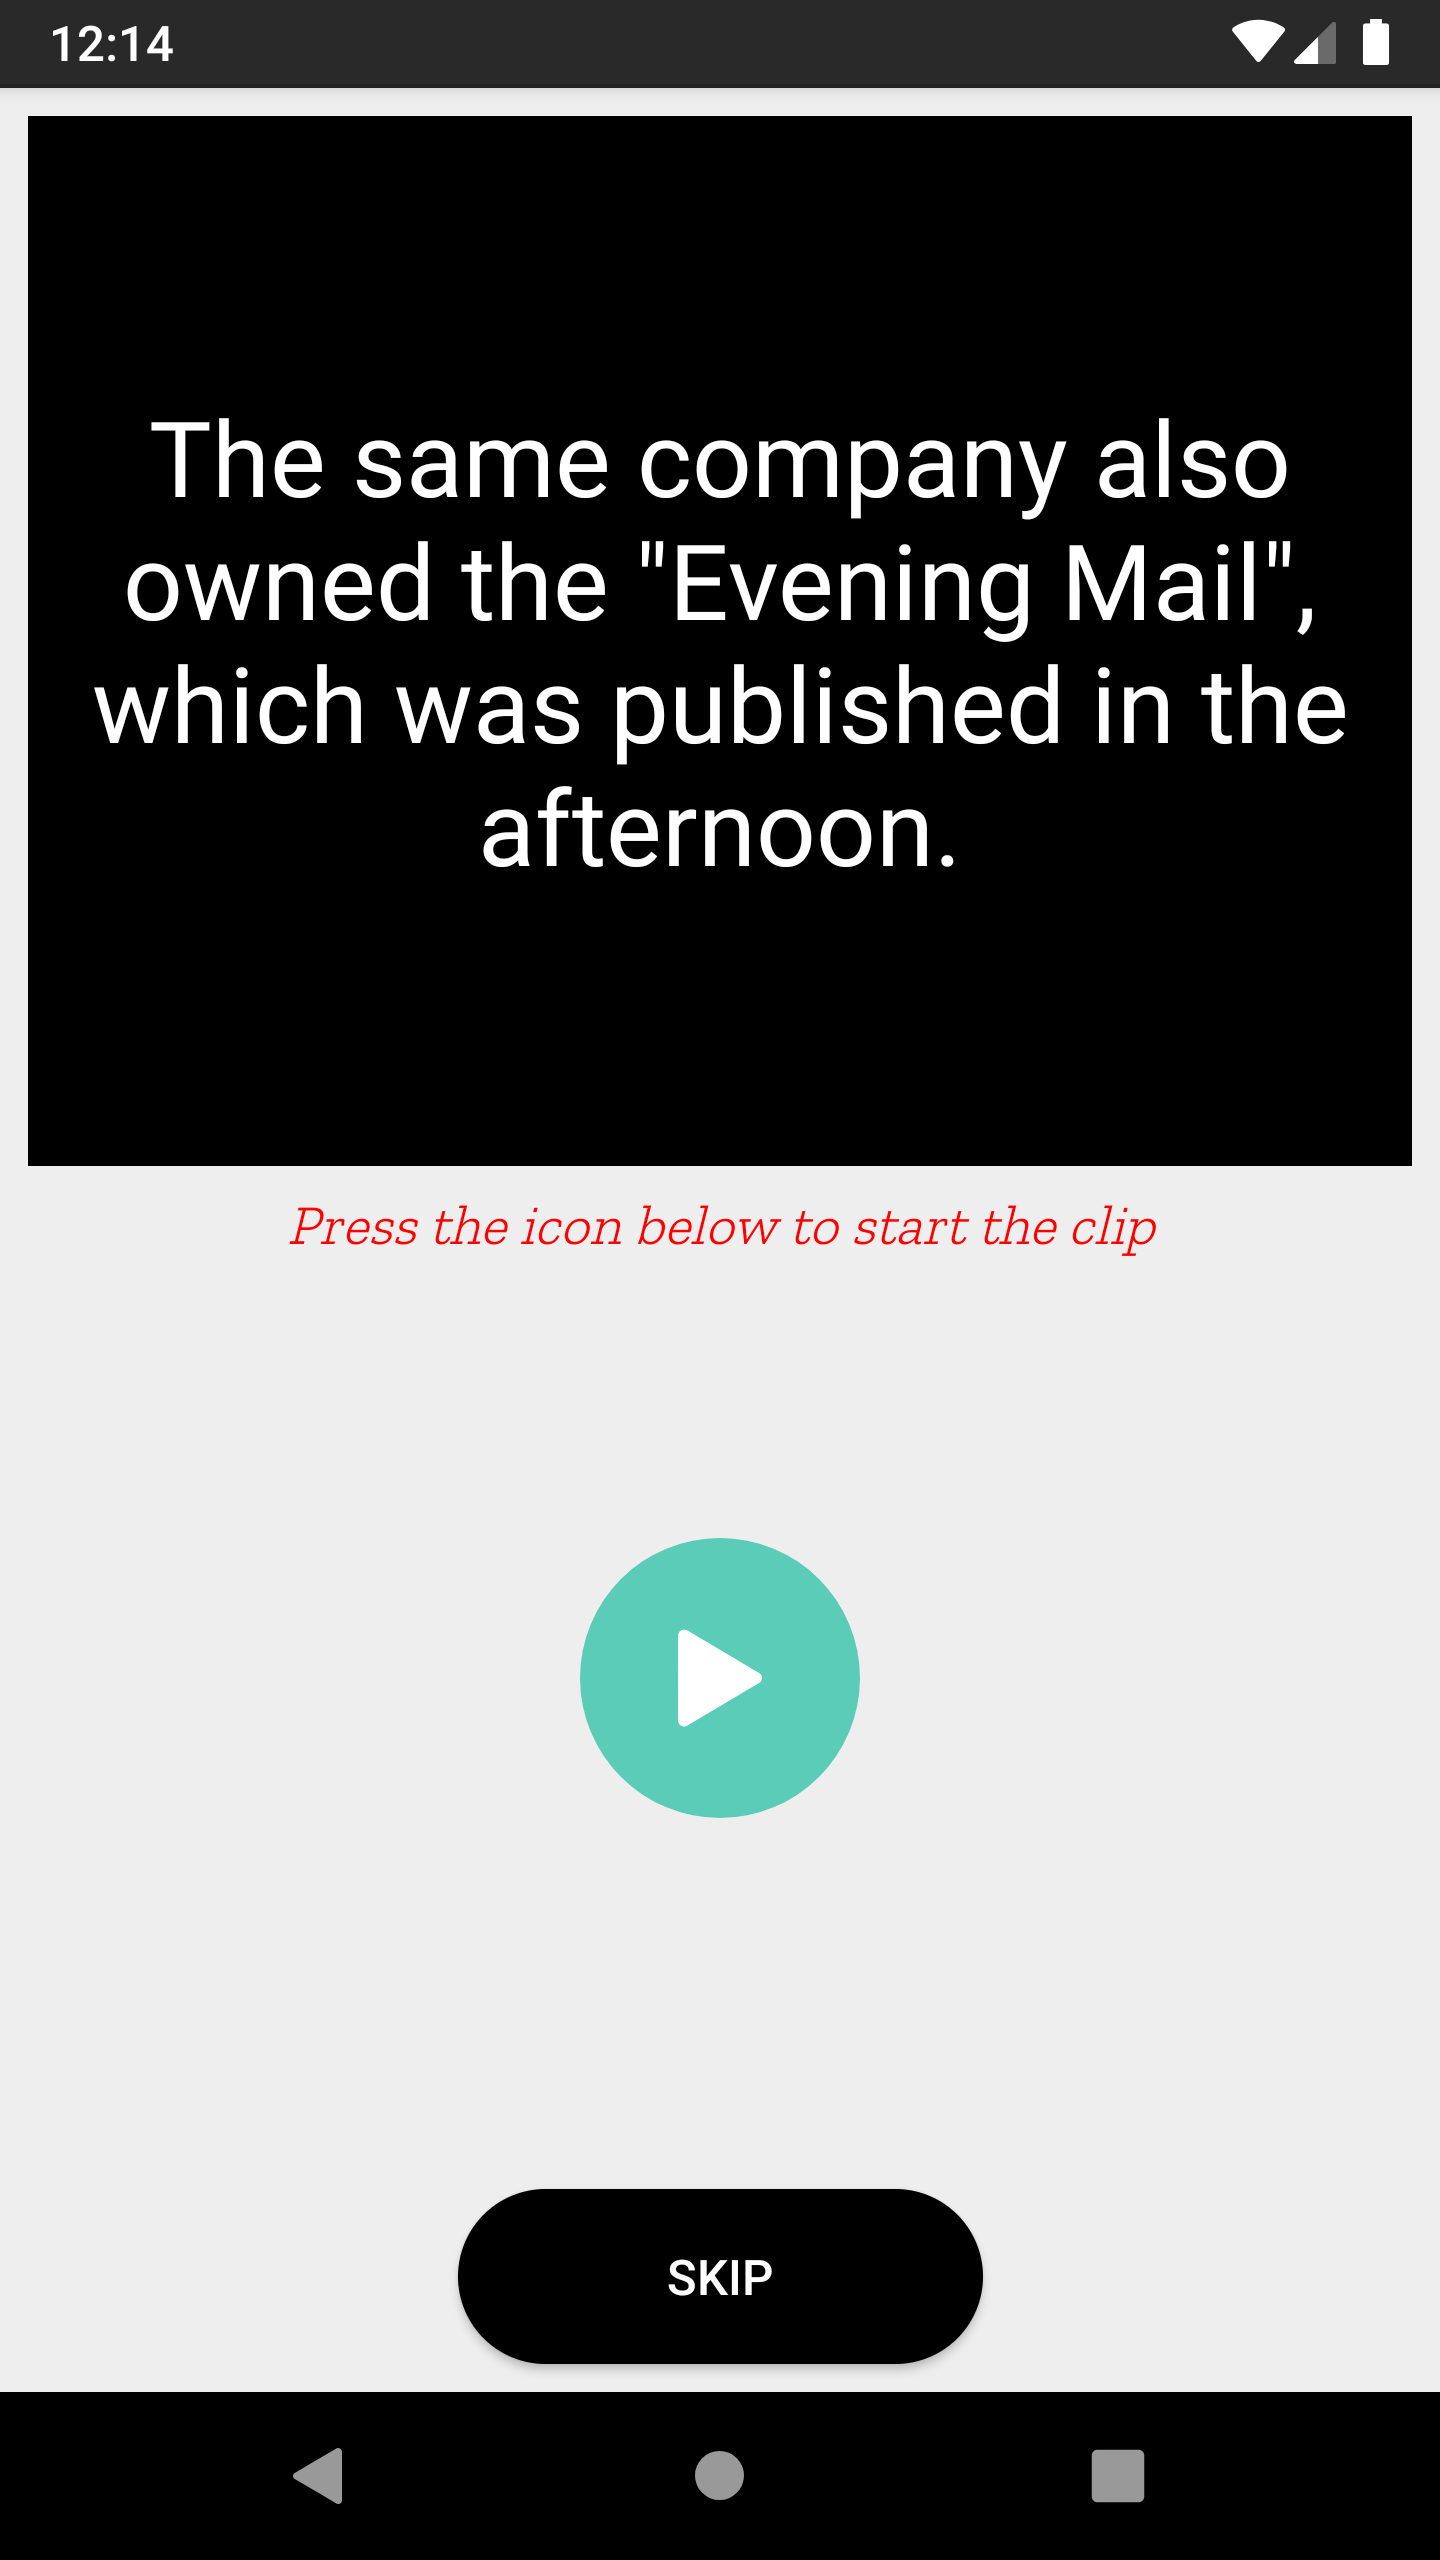 12:14
The same company also
owned the "Evening Mail",
which was published in the
afternoon.
Press the icon below to start the clip
SKIP